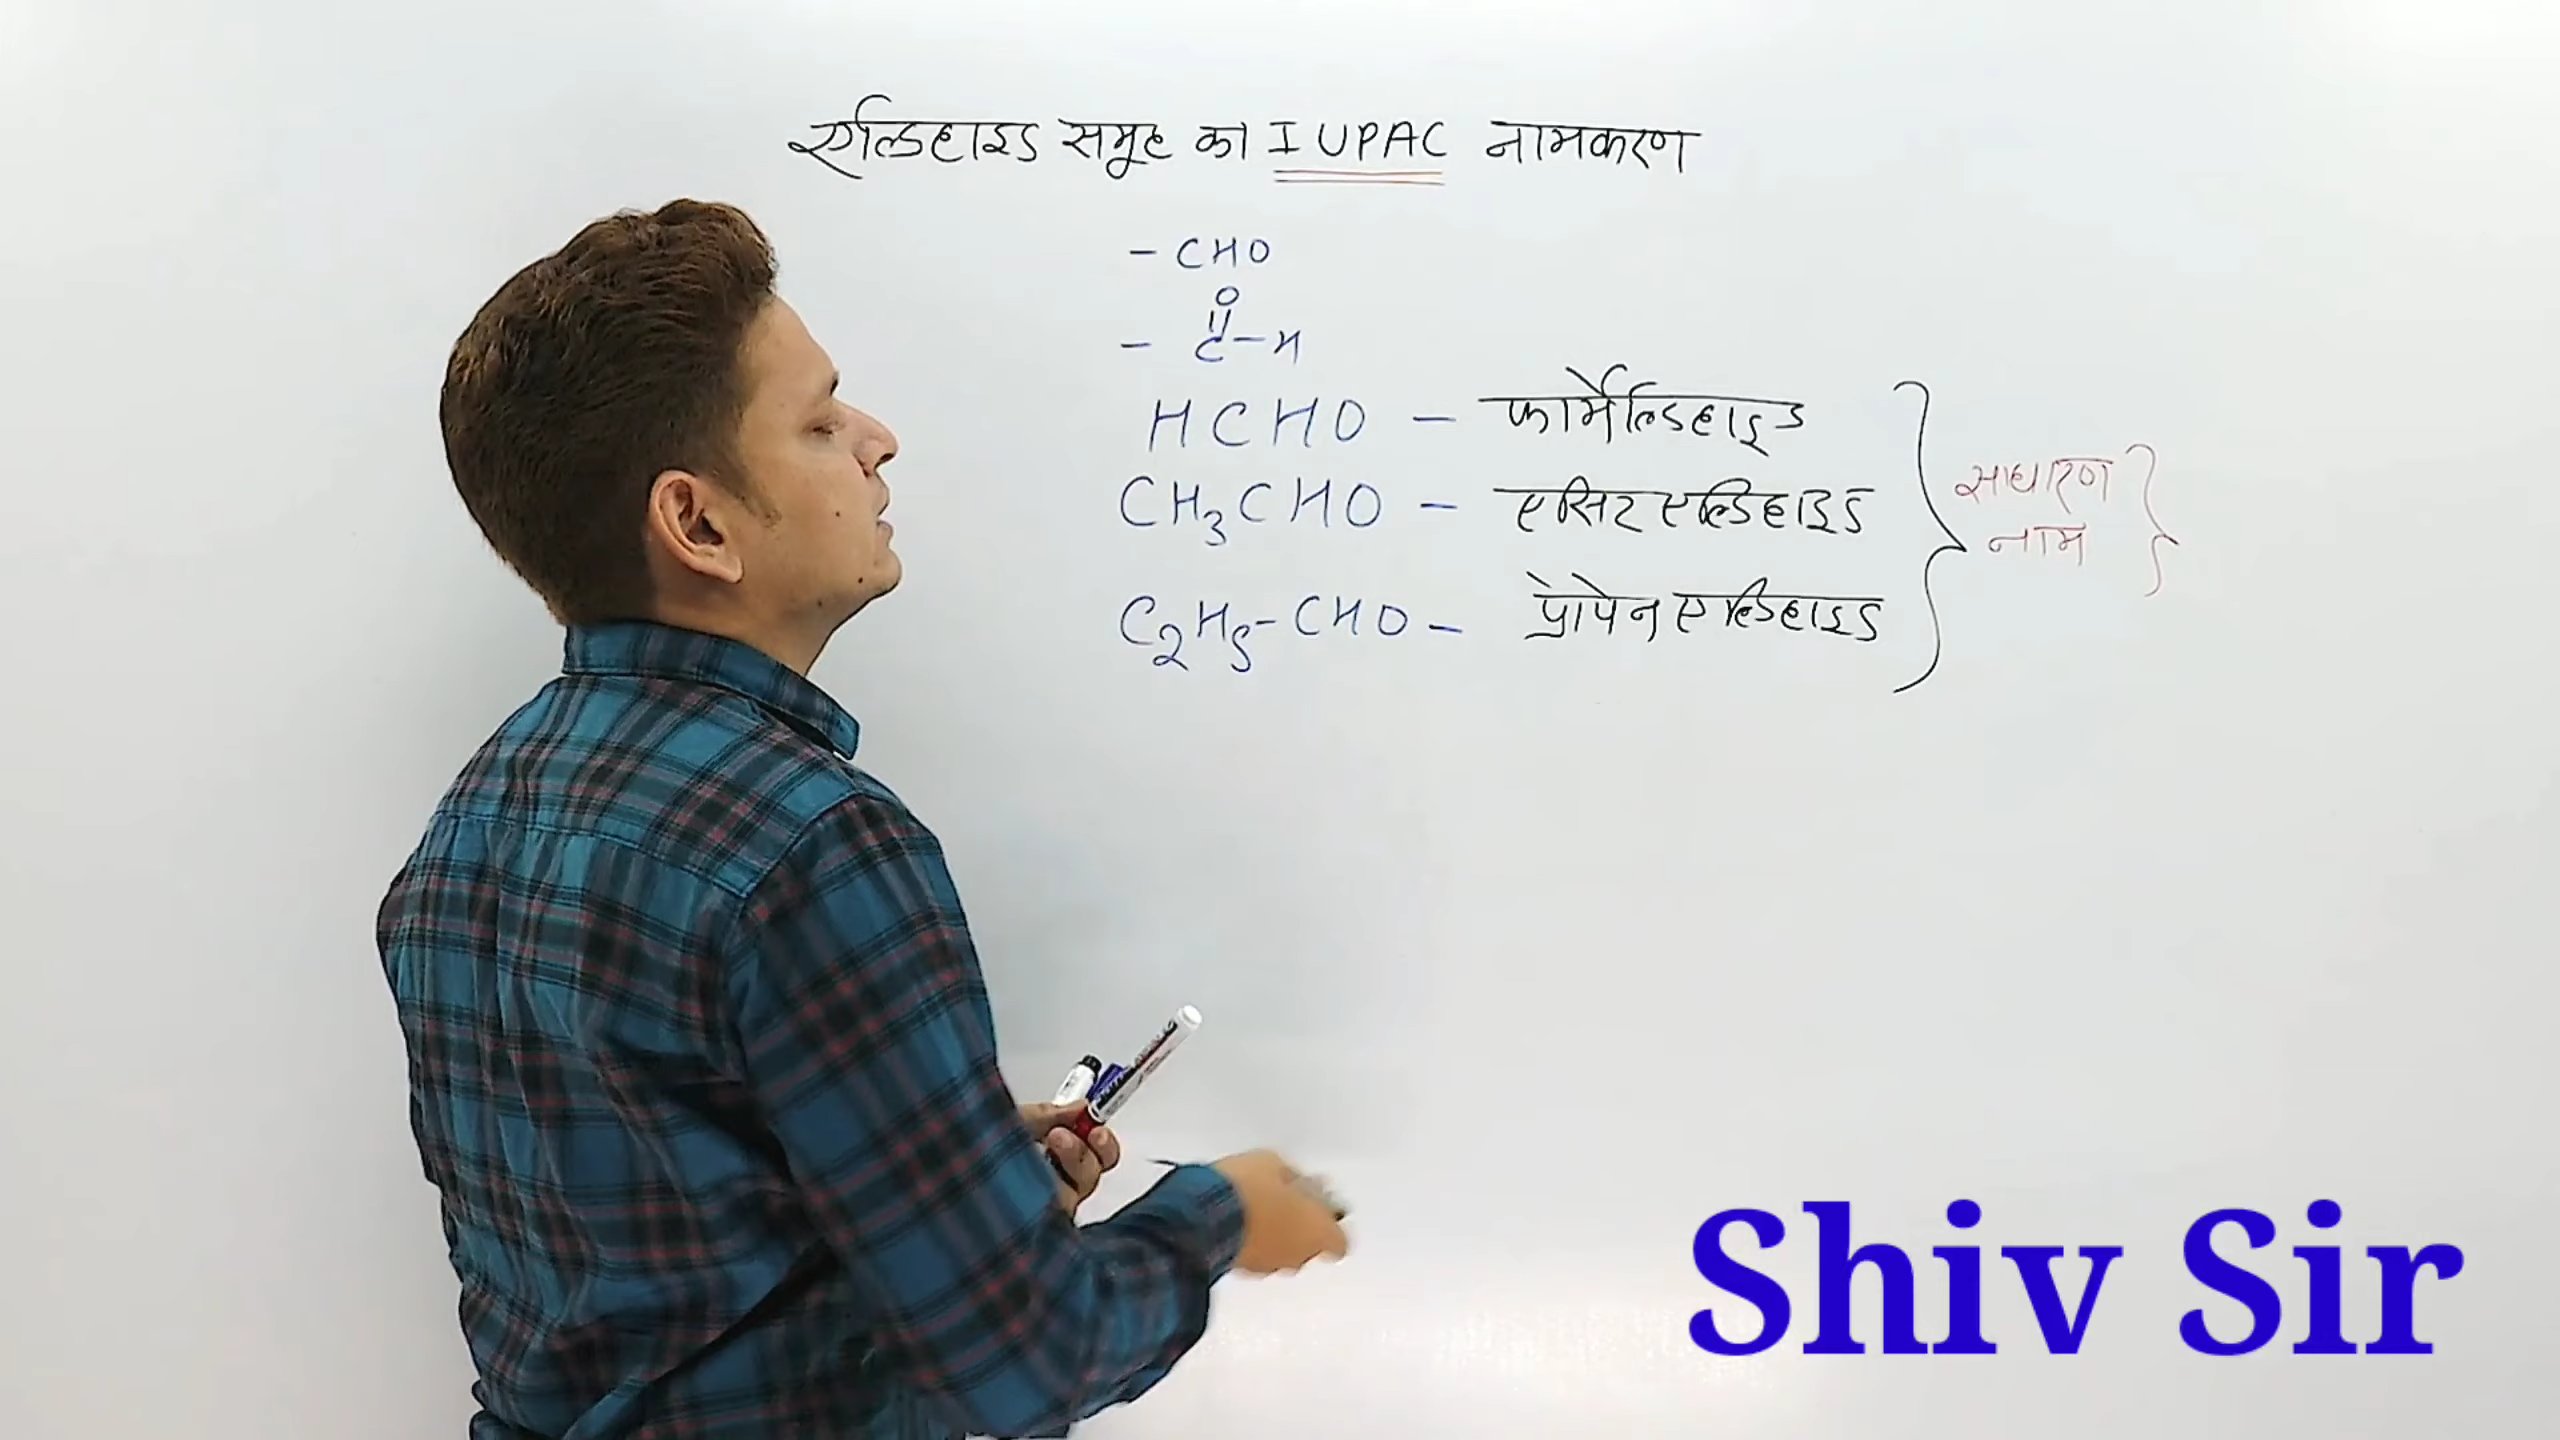 एल्डिहाइड समूह का IUPAC नामकरण
- CHO
O
||
- C-H
HCHO - फार्मेल्डिहाइड
CH3CHO - एसिटएल्डिहाइड
C2H5-CHO - प्रोपेनएल्डिहाइड
साधारण
नाम
Shiv Sir